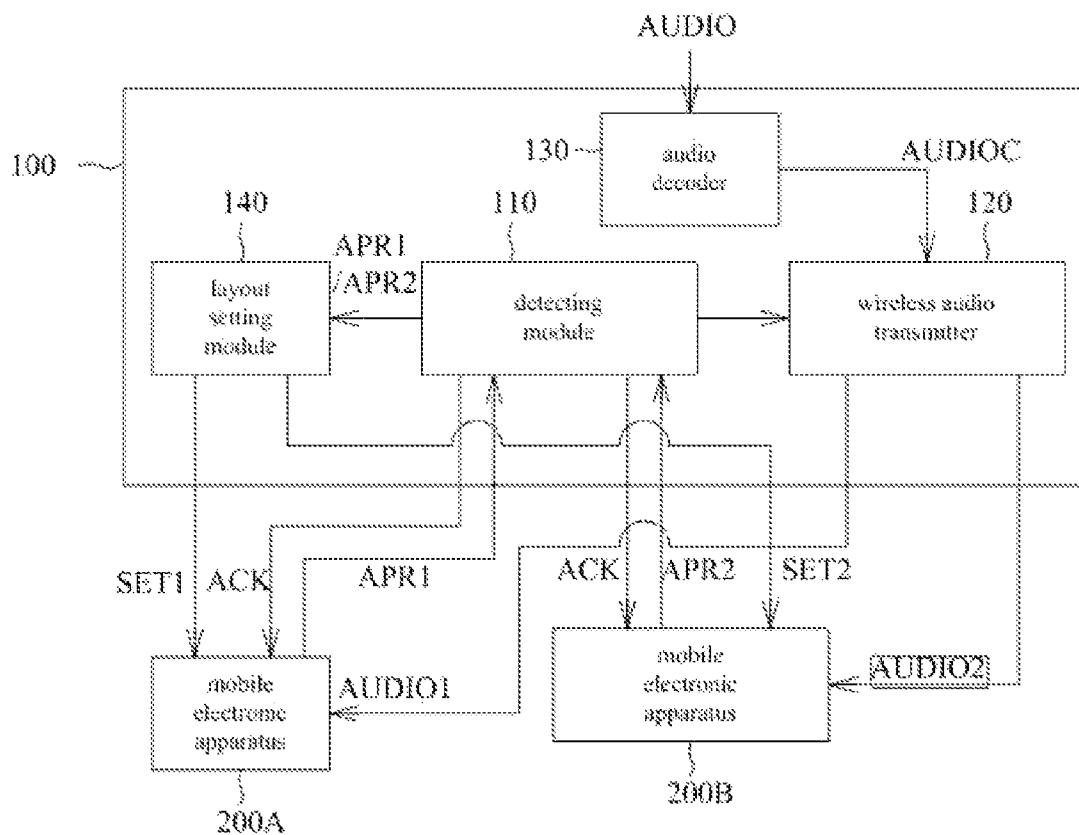 AUDIO
100
130
audio
decoder
AUDIOC
140
110
120
APR1
/APR2
layout
setting
module
detecting
module
wireless audio
transmitter
SET1
ACK
APR1
ACK
APR2
SET2
mobile
electronic
apparatus
AUDIO1
mobile
electronic
apparatus
AUDIO2
200A
200B